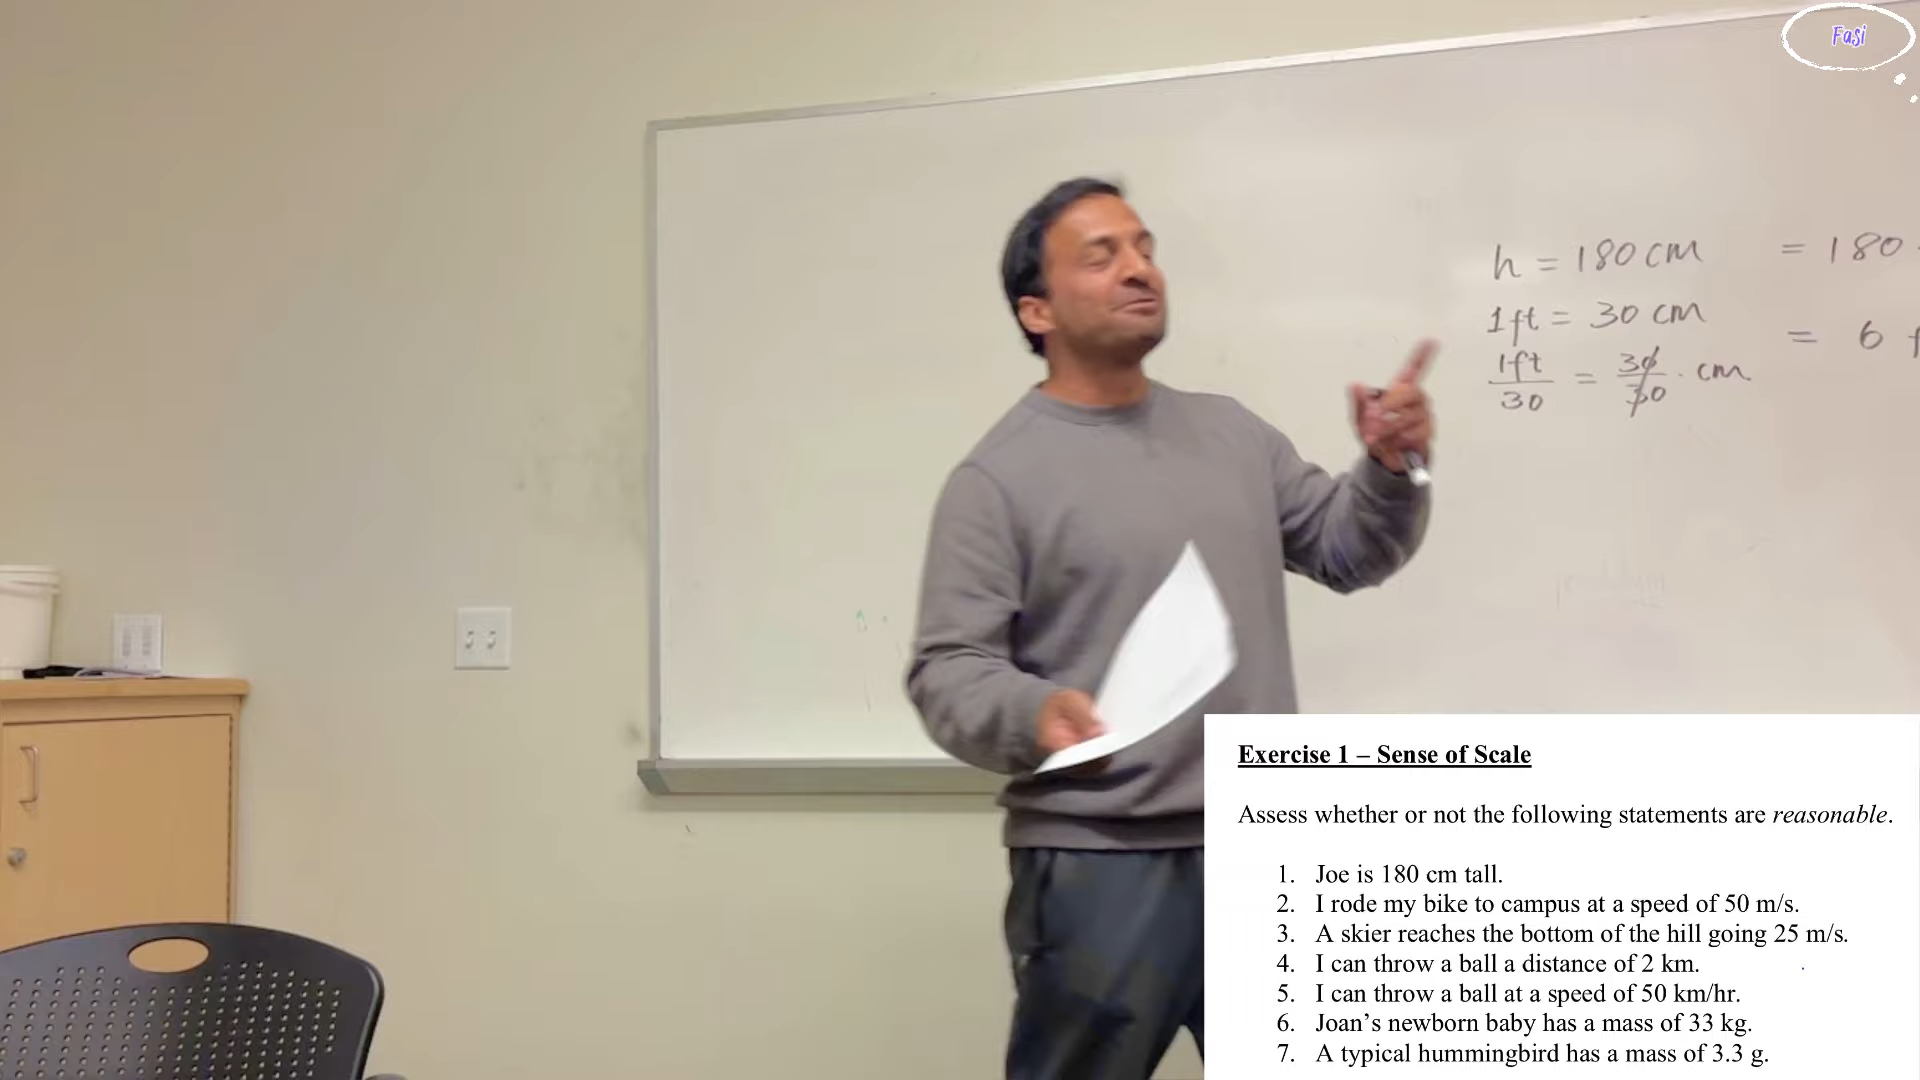 Fasi
h = 180 cm = 180
1ft = 30 cm
= 6
1ft/30 = 30/30 · cm
Exercise 1 – Sense of Scale
Assess whether or not the following statements are reasonable.
1. Joe is 180 cm tall.
2. I rode my bike to campus at a speed of 50 m/s.
3. A skier reaches the bottom of the hill going 25 m/s.
4. I can throw a ball a distance of 2 km.
5. I can throw a ball at a speed of 50 km/hr.
6. Joan’s newborn baby has a mass of 33 kg.
7. A typical hummingbird has a mass of 3.3 g.